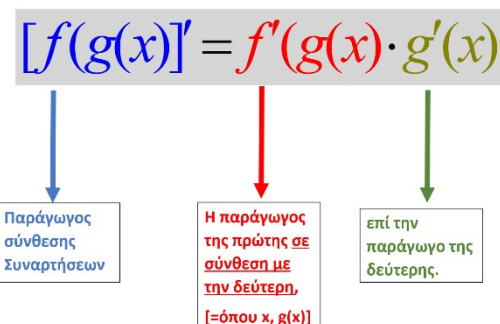 [f(g(x)]′ = f′(g(x)·g′(x)
Παράγωγος
σύνθεσης
Συναρτήσεων
Η παράγωγος
της πρώτης σε
σύνθεση με
την δεύτερη,
[=όπου x, g(x)]
επί την
παράγωγο της
δεύτερης.